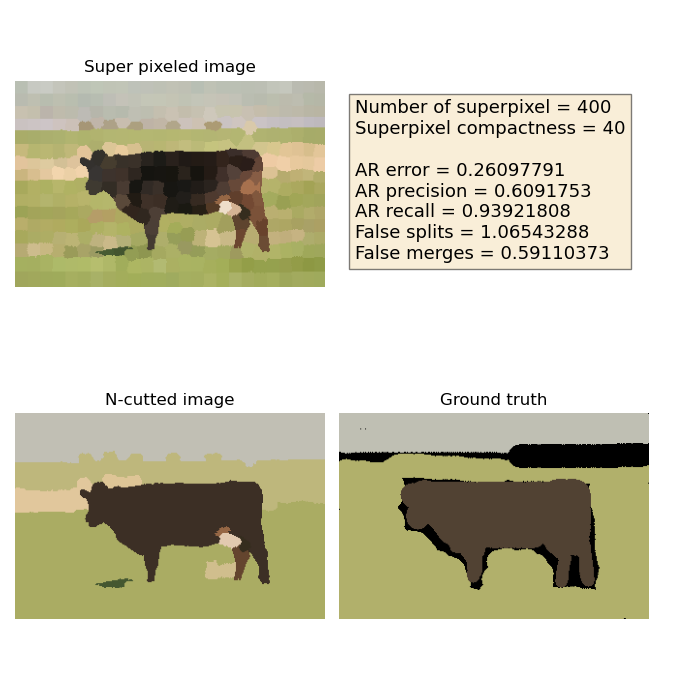 Super pixeled image
Number of superpixel = 400
Superpixel compactness = 40
AR error = 0.26097791
AR precision = 0.6091753
AR recall = 0.93921808
False splits = 1.06543288
False merges = 0.59110373
N-cutted image
Ground truth